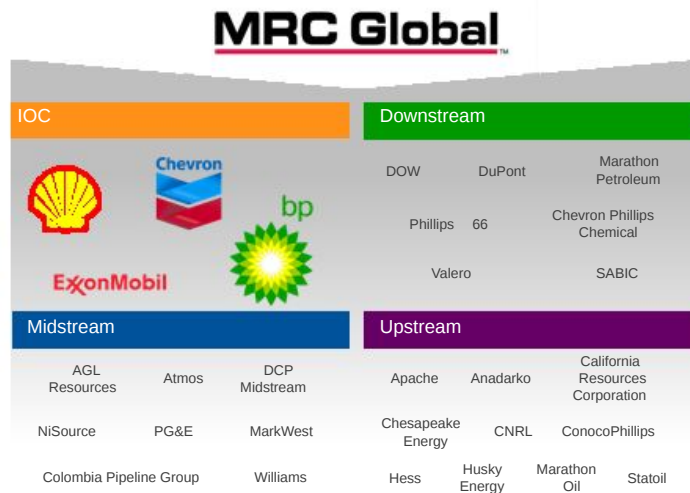 MRC Global
TM
IOC
Chevron
bp
ExxonMobil
Downstream
DOW DuPont Marathon
Petroleum
Phillips 66 Chevron Phillips
Chemical
Valero SABIC
Midstream
AGL
Resources
Atmos
DCP
Midstream
NiSource PG&E MarkWest
Colombia Pipeline Group Williams
Upstream
Apache Anadarko
California
Resources
Corporation
Chesapeake
Energy
CNRL ConocoPhillips
Hess
Husky
Energy
Marathon
Oil
Statoil